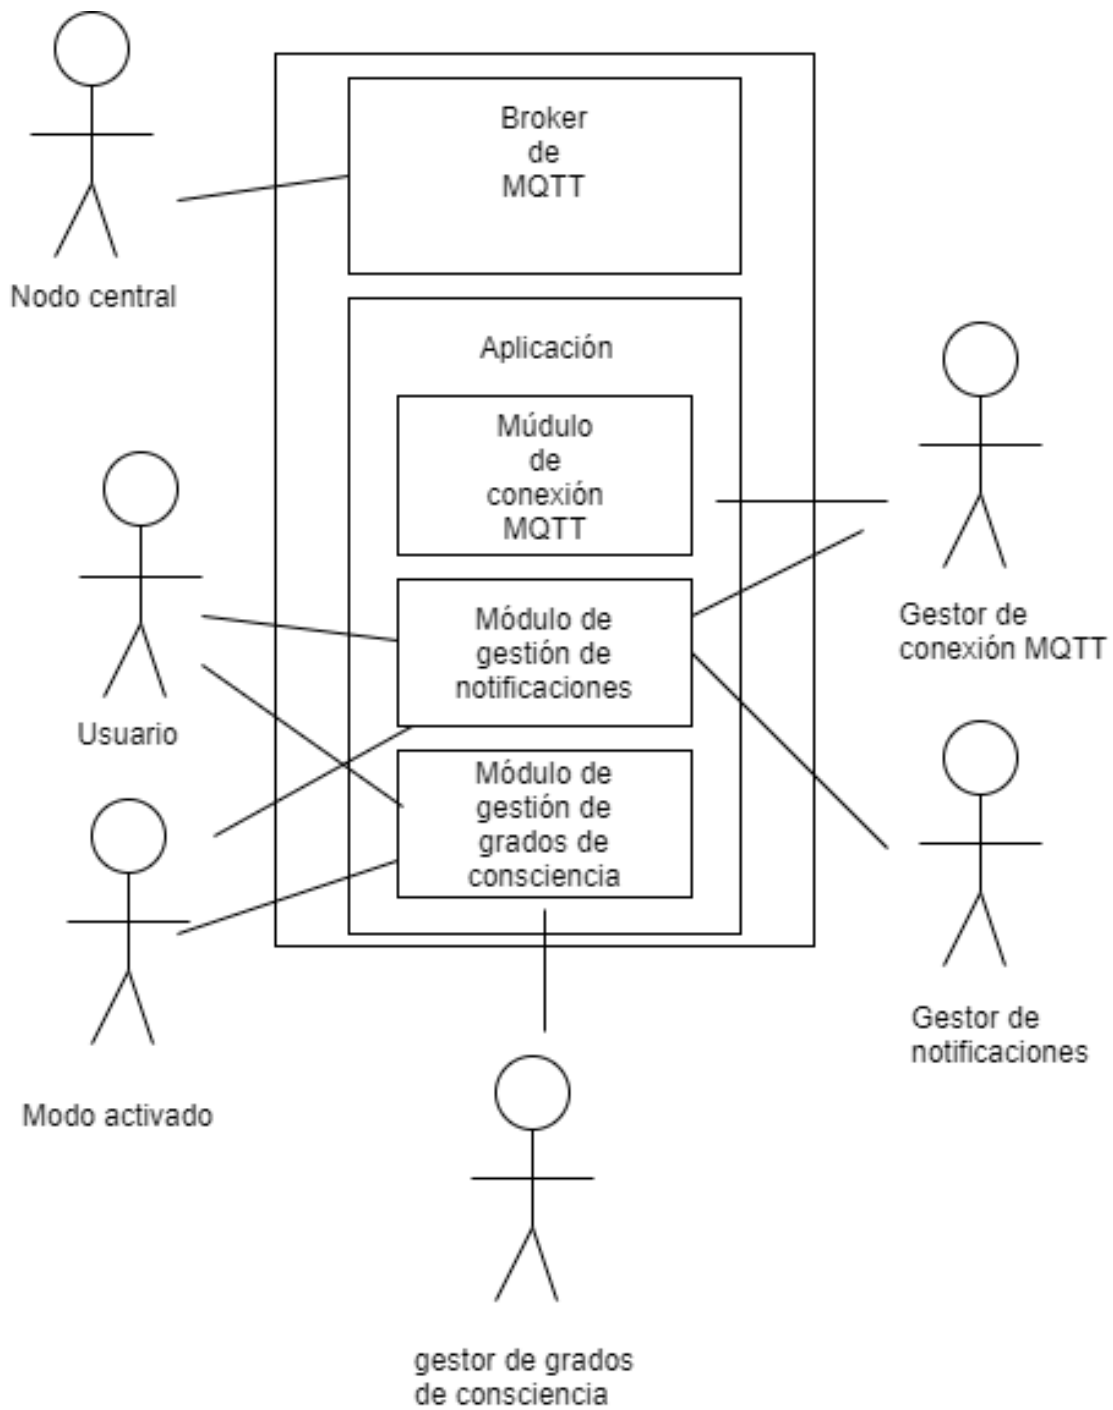 Broker
de
MQTT
Nodo central
Aplicación
Múdulo
de
conexión
MQTT
Gestor de
conexión MQTT
Módulo de
gestión de
notificaciones
Usuario
Módulo de
gestión de
grados de
consciencia
Gestor de
notificaciones
Modo activado
gestor de grados
de consciencia